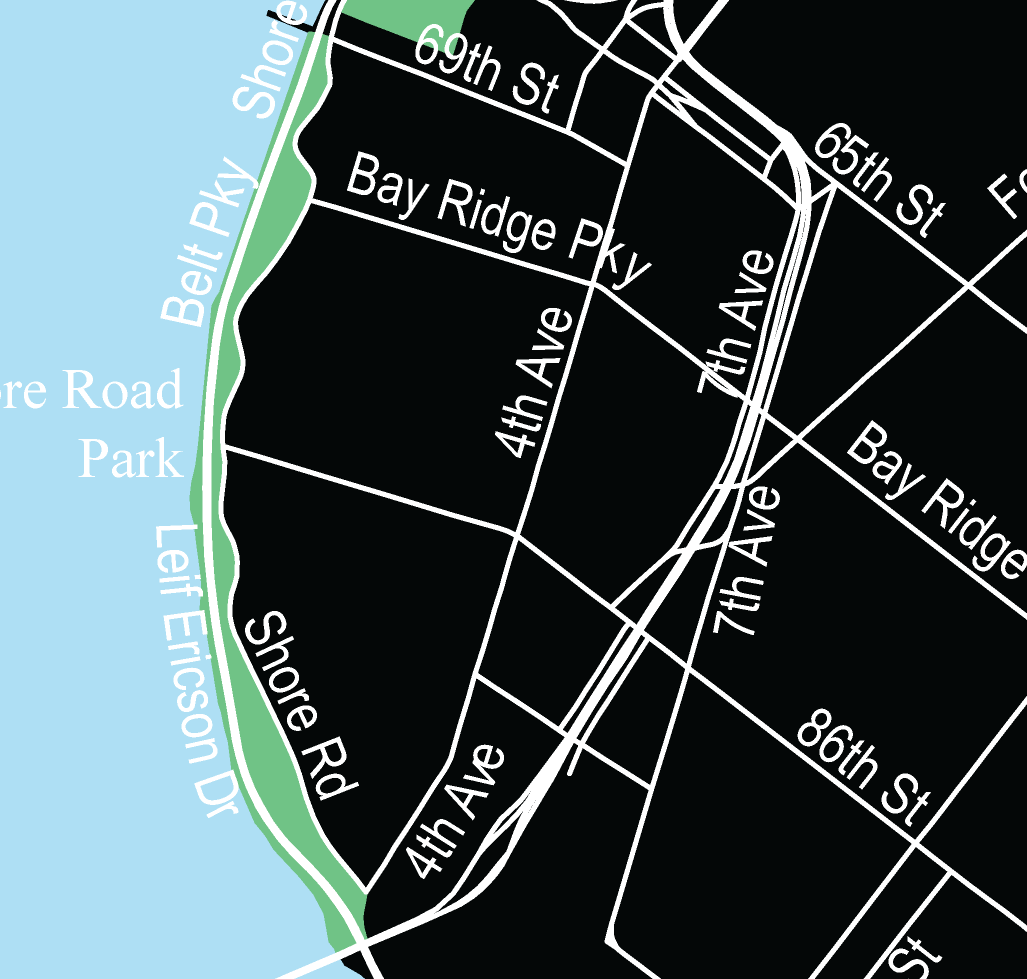 Shore
69th St
65th St
Bay Ridge Pky
Belt Pky
7th Ave
4th Ave
ore Road
Park
Bay Ridge
7th Ave
Leif Ericson Dr
Shore Rd
86th St
4th Ave
St